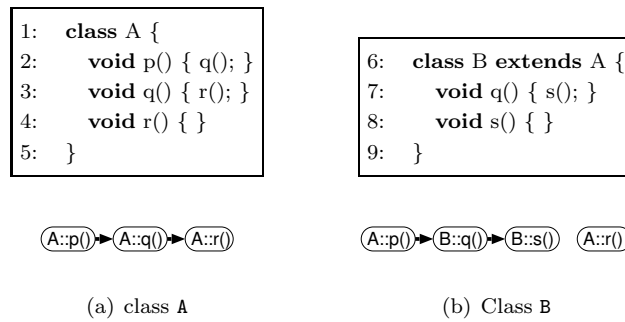 1: class A {
2: void p() { q(); }
3: void q() { r(); }
4: void r() { }
5: }
6: class B extends A {
7: void q() { s(); }
8: void s() { }
9: }
A::p() A::q() A::r()
A::p() B::q() B::s() A::r()
(a) class A
(b) Class B